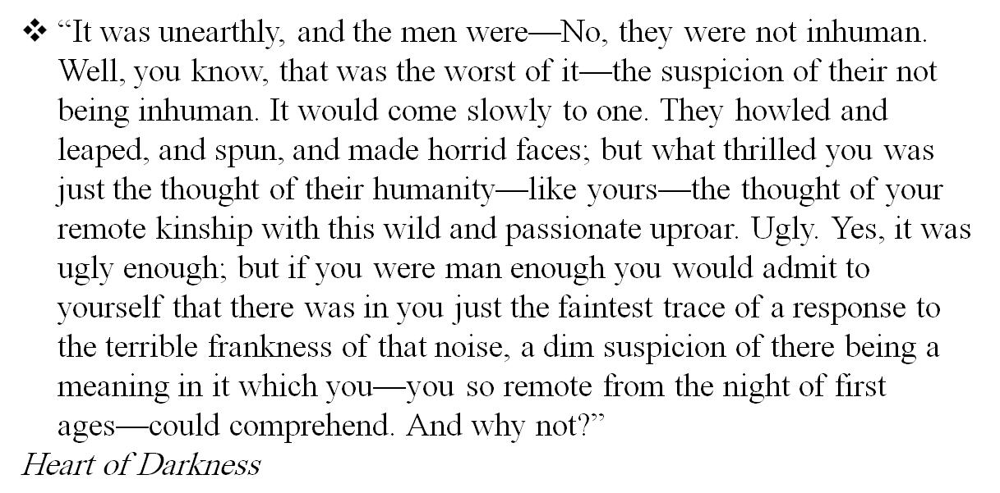 ❖ “It was unearthly, and the men were—No, they were not inhuman.
Well, you know, that was the worst of it—the suspicion of their not
being inhuman. It would come slowly to one. They howled and
leaped, and spun, and made horrid faces; but what thrilled you was
just the thought of their humanity—like yours—the thought of your
remote kinship with this wild and passionate uproar. Ugly. Yes, it was
ugly enough; but if you were man enough you would admit to
yourself that there was in you just the faintest trace of a response to
the terrible frankness of that noise, a dim suspicion of there being a
meaning in it which you—you so remote from the night of first
ages—could comprehend. And why not?”
Heart of Darkness